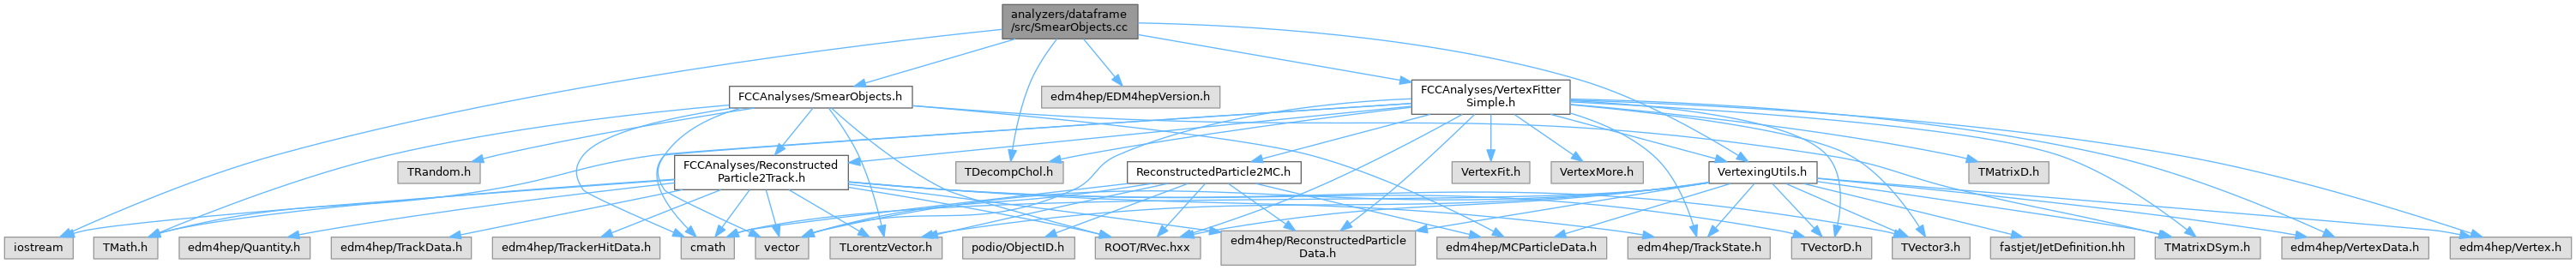 analyzers/dataframe
/src/SmearObjects.cc
FCCAnalyses/SmearObjects.h
edm4hep/EDM4hepVersion.h
FCCAnalyses/VertexFitter
Simple.h
TRandom.h
FCCAnalyses/Reconstructed
Particle2Track.h
TDecompChol.h
ReconstructedParticle2MC.h
VertexFit.h
VertexMore.h
VertexingUtils.h
TMatrixD.h
iostream
TMath.h
edm4hep/Quantity.h
edm4hep/TrackData.h
edm4hep/TrackerHitData.h
cmath
vector
TLorentzVector.h
podio/ObjectID.h
ROOT/RVec.hxx
edm4hep/ReconstructedParticle
Data.h
edm4hep/MCParticleData.h
edm4hep/TrackState.h
TVectorD.h
TVector3.h
fastjet/JetDefinition.hh
TMatrixDSym.h
edm4hep/VertexData.h
edm4hep/Vertex.h